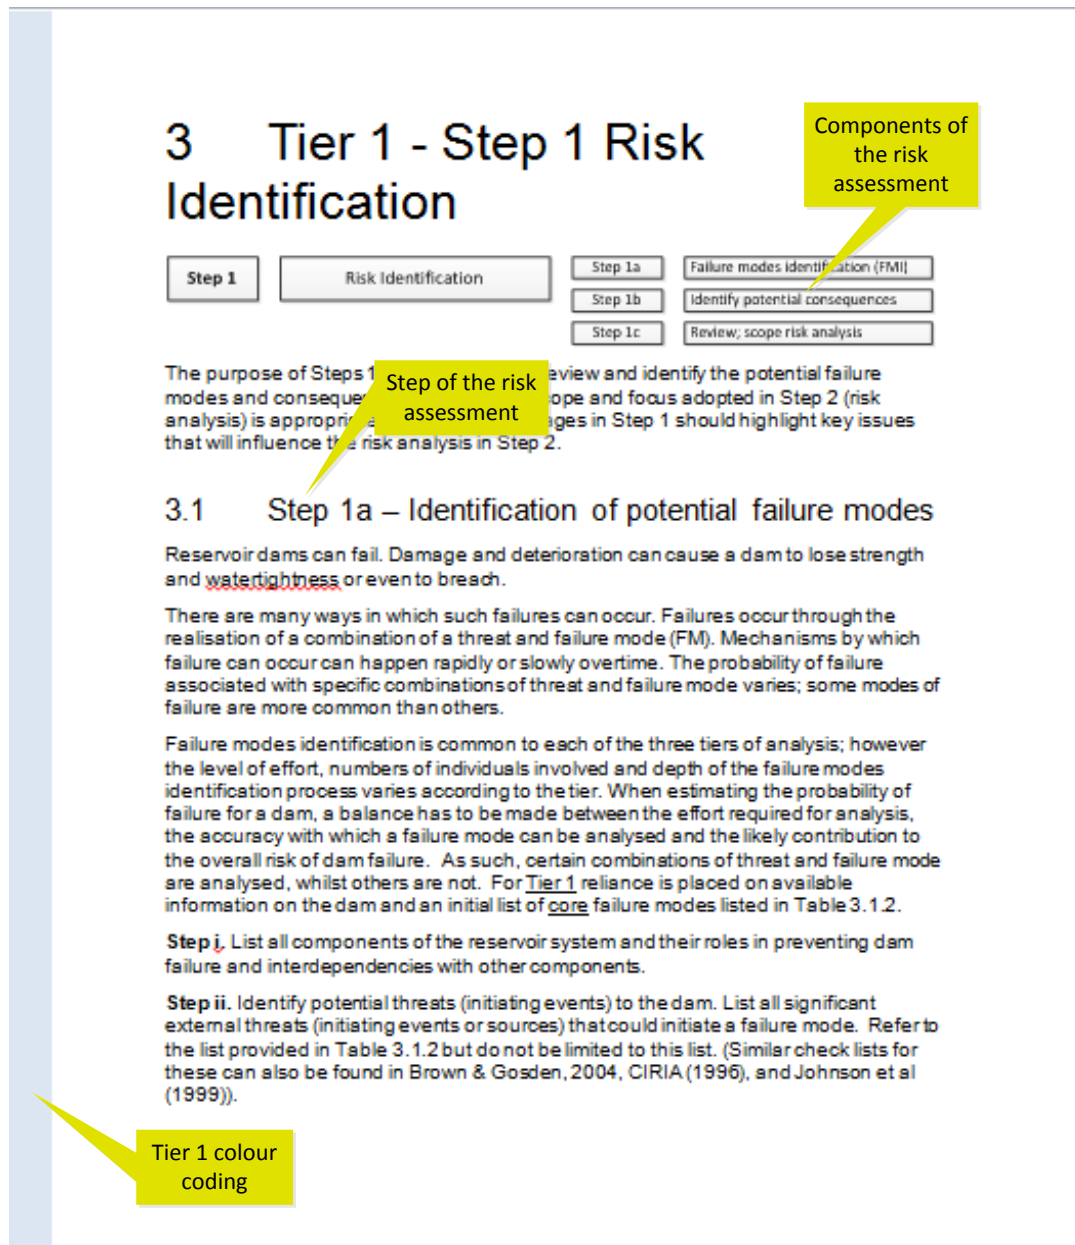 3 Tier 1 - Step 1 Risk
Identification
Components of
the risk
assessment
Step 1
Risk Identification
Step 1a
Failure modes identification (FMI)
Step 1b
Identify potential consequences
Step 1c
Review; scope risk analysis
The purpose of Steps 1 eview and identify the potential failure
modes and conseque ope and focus adopted in Step 2 (risk
analysis) is appropri ages in Step 1 should highlight key issues
that will influence the risk analysis in Step 2.
Step of the risk
assessment
3.1 Step 1a – Identification of potential failure modes
Reservoir dams can fail. Damage and deterioration can cause a dam to lose strength
and watertightness or even to breach.
There are many ways in which such failures can occur. Failures occur through the
realisation of a combination of a threat and failure mode (FM). Mechanisms by which
failure can occur can happen rapidly or slowly overtime. The probability of failure
associated with specific combinations of threat and failure mode varies; some modes of
failure are more common than others.
Failure modes identification is common to each of the three tiers of analysis; however
the level of effort, numbers of individuals involved and depth of the failure modes
identification process varies according to the tier. When estimating the probability of
failure for a dam, a balance has to be made between the effort required for analysis,
the accuracy with which a failure mode can be analysed and the likely contribution to
the overall risk of dam failure. As such, certain combinations of threat and failure mode
are analysed, whilst others are not. For Tier 1 reliance is placed on available
information on the dam and an initial list of core failure modes listed in Table 3.1.2.
Step i. List all components of the reservoir system and their roles in preventing dam
failure and interdependencies with other components.
Step ii. Identify potential threats (initiating events) to the dam. List all significant
external threats (initiating events or sources) that could initiate a failure mode. Refer to
the list provided in Table 3.1.2 but do not be limited to this list. (Similar check lists for
these can also be found in Brown & Gosden, 2004, CIRIA (1996), and Johnson et al
(1999)).
Tier 1 colour
coding